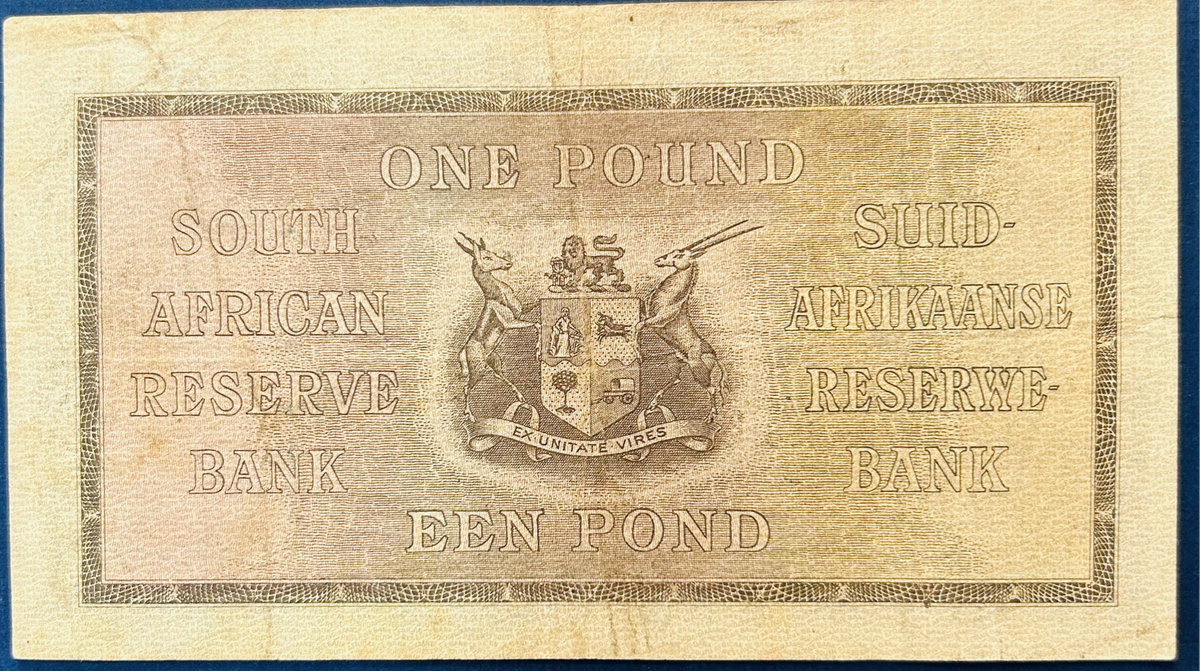 ONE POUND
SOUTH
AFRICAN
RESERVE
BANK
SUID-
AFRIKAANSE
RESERWE-
BANK
EX·UNITATE·VIRES
EEN POND